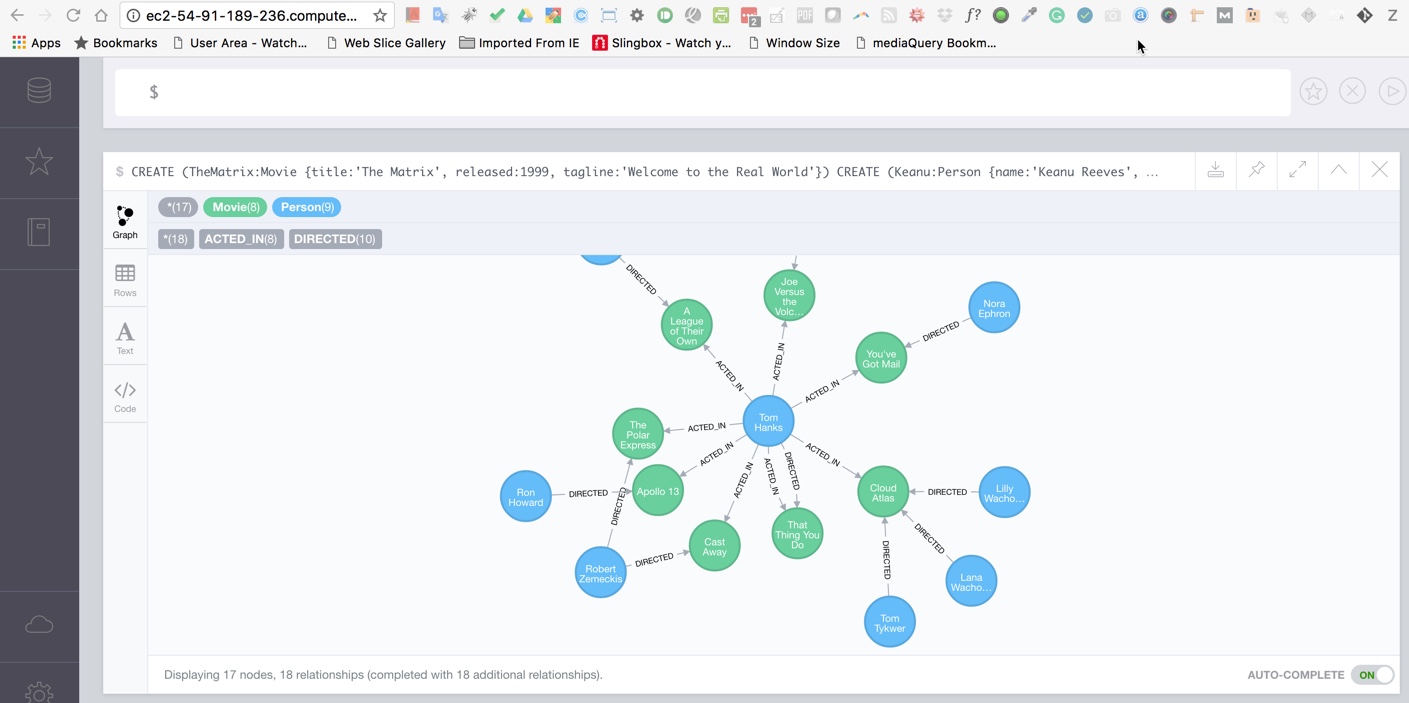 ec2-54-91-189-236.compute...
2
PDF
f?
M
Z
Apps Bookmarks User Area - Watch... Web Slice Gallery Imported From IE Slingbox - Watch y... Window Size mediaQuery Bookm...
$
$ CREATE (TheMatrix:Movie {title:'The Matrix', released:1999, tagline:'Welcome to the Real World'}) CREATE (Keanu:Person {name:'Keanu Reeves', ...
*(17) Movie(8) Person(9)
*(18) ACTED_IN(8) DIRECTED(10)
Graph
Rows
A
Text
</>
Code
DIRECTED
Joe
Versus
the
Volc...
A
League
of Their
Own
Nora
Ephron
DIRECTED
You've
Got Mail
ACTED_IN
ACTED_IN
ACTED_IN
Tom
Hanks
The
Polar
Express
ACTED_IN
ACTED_IN
ACTED_IN
ACTED_IN
DIRECTED
ACTED_IN
Ron
Howard
DIRECTED
Apollo 13
DIRECTED
Cloud
Atlas
DIRECTED
Lilly
Wacho...
That
Thing You
Do
Cast
Away
DIRECTED
Robert
Zemeckis
DIRECTED
DIRECTED
Lana
Wacho...
Tom
Tykwer
Displaying 17 nodes, 18 relationships (completed with 18 additional relationships).
AUTO-COMPLETE ON